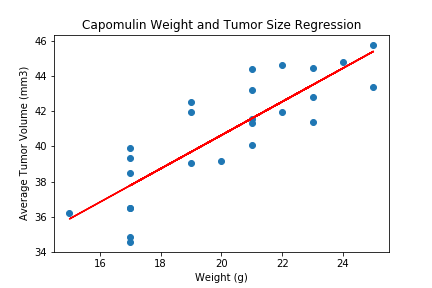 Capomulin Weight and Tumor Size Regression
46
44
42
40
38
36
34
Average Tumor Volume (mm3)
16 18 20 22 24
Weight (g)